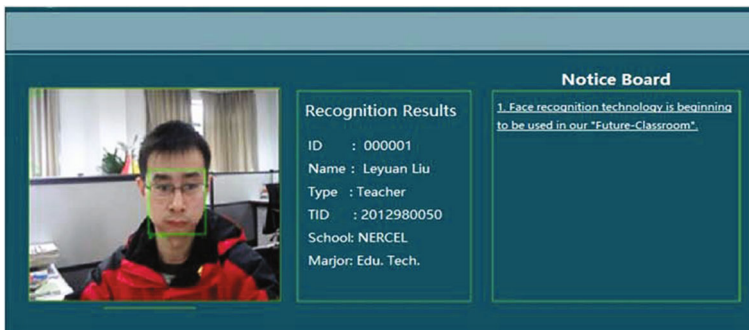 Recognition Results
ID : 000001
Name : Leyuan Liu
Type : Teacher
TID : 2012980050
School: NERCEL
Marjor: Edu. Tech.
Notice Board
1. Face recognition technology is beginning
to be used in our "Future-Classroom".